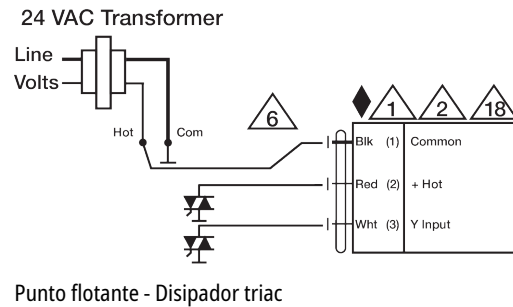 24 VAC Transformer
Line
Volts
Hot
Com
6
1
2
18
Blk (1) Common
Red (2) + Hot
Wht (3) Y Input
Punto flotante - Disipador triac